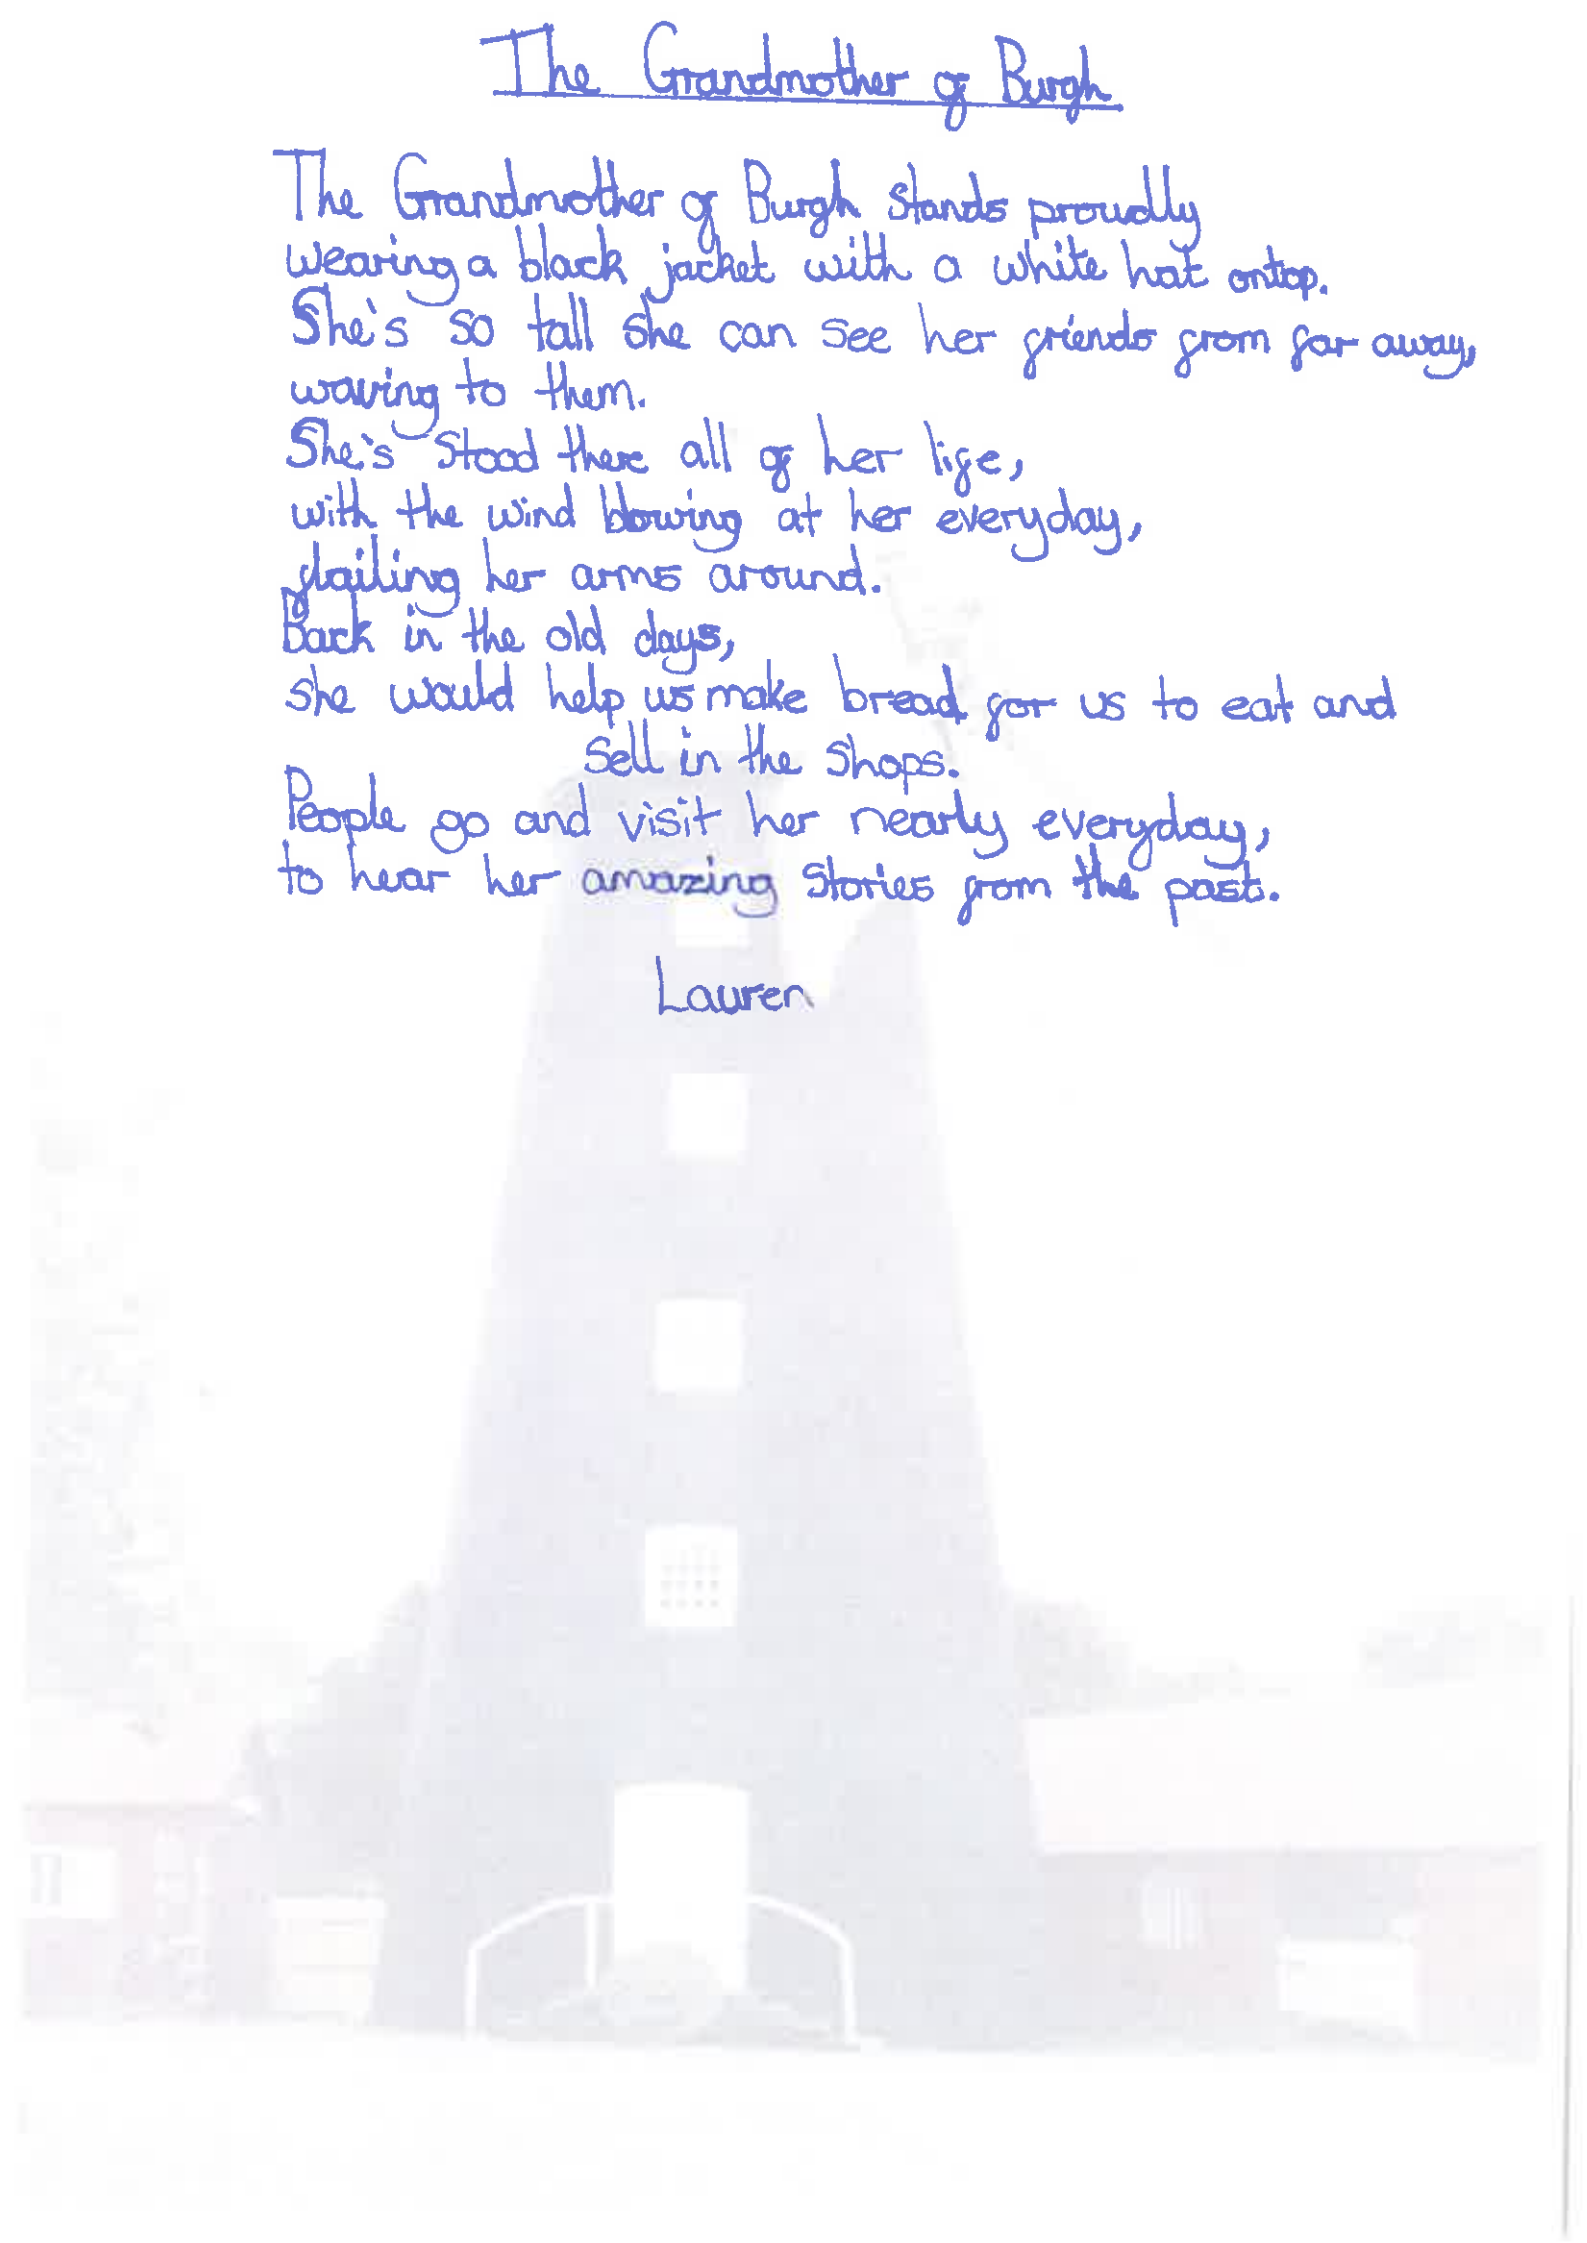 The Grandmother of Burgh
The Grandmother of Burgh stands proudly
wearing a black jacket with a white hat ontop.
She's so tall she can see her friends from far away,
waving to them.
She's stood there all of her life,
with the wind blowing at her everyday,
flailing her arms around.
Back in the old days,
she would help us make bread for us to eat and
sell in the shops.
People go and visit her nearly everyday,
to hear her amazing stories from the past.
Lauren